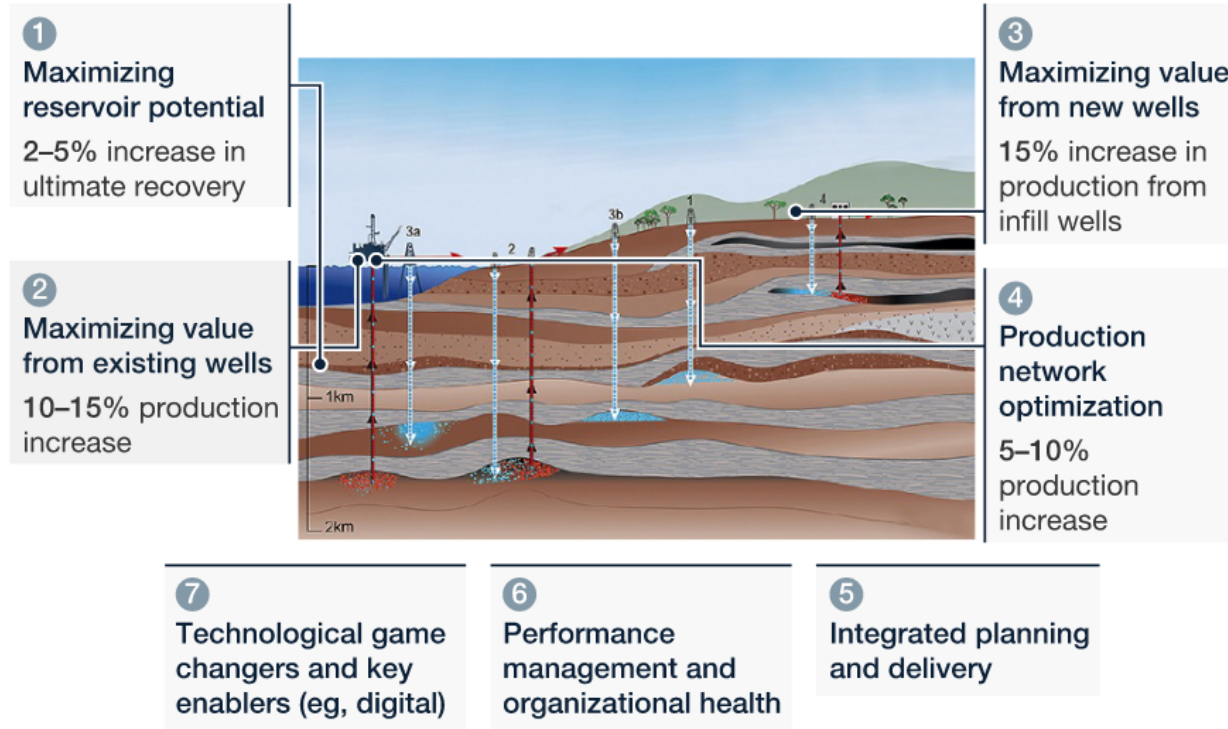 1
Maximizing
reservoir potential
2–5% increase in
ultimate recovery
2
Maximizing value
from existing wells
10–15% production
increase
3
Maximizing value
from new wells
15% increase in
production from
infill wells
4
Production
network
optimization
5–10%
production
increase
3a
2
3b
1
4
1km
2km
7
Technological game
changers and key
enablers (eg, digital)
6
Performance
management and
organizational health
5
Integrated planning
and delivery